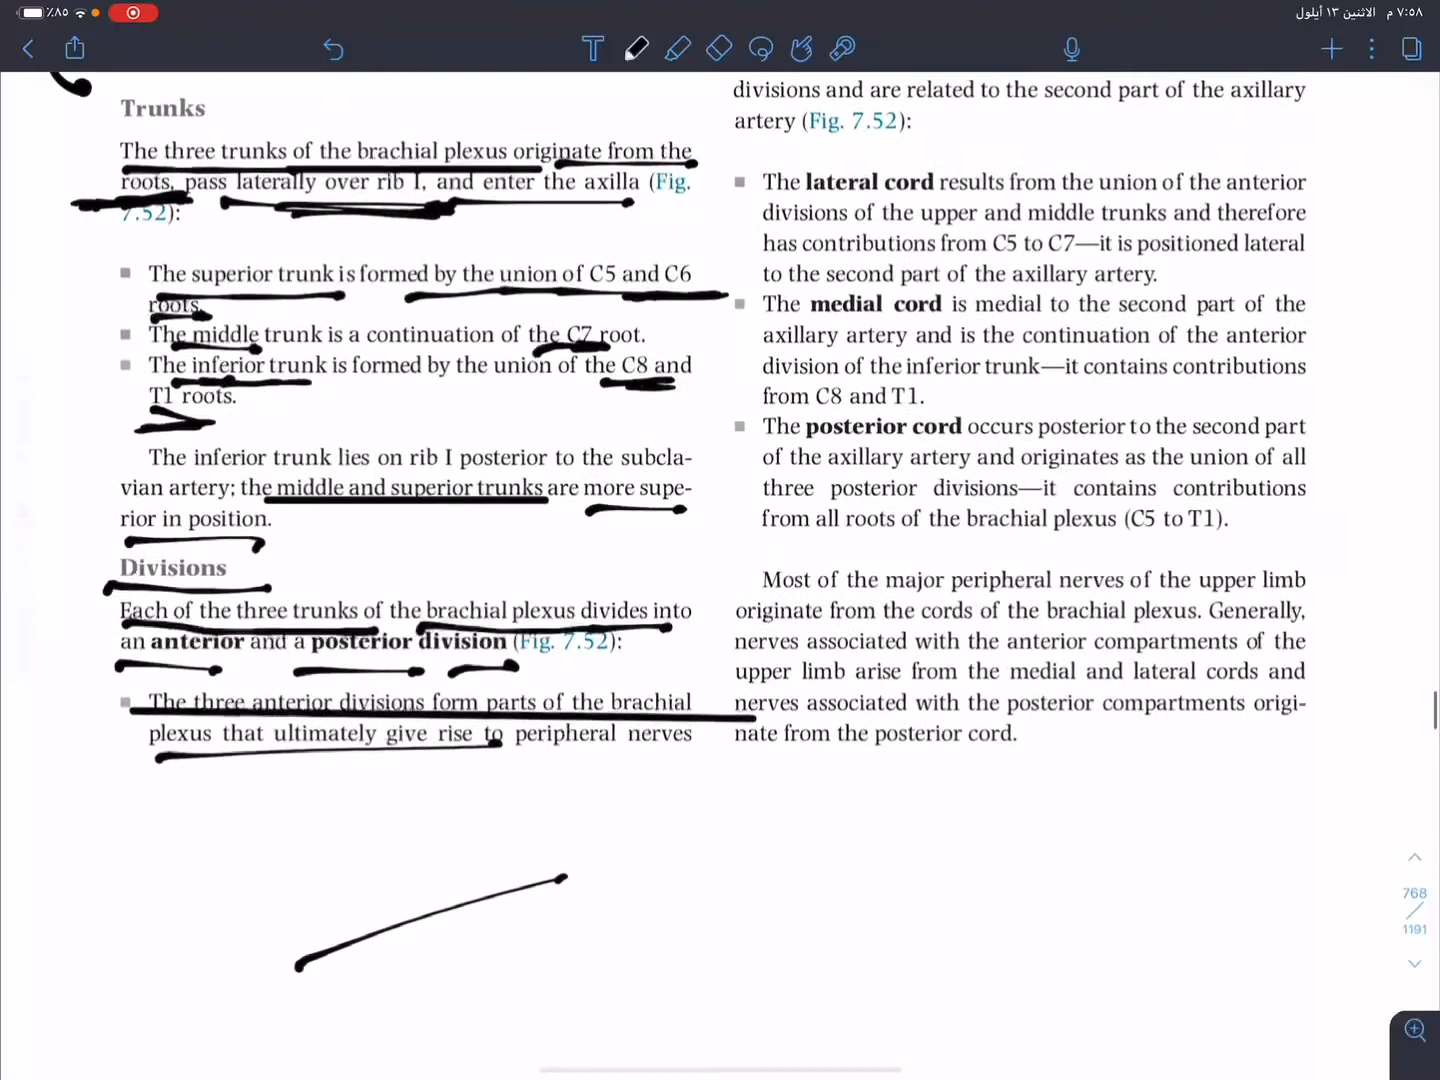 ٪٨٥
٧:٥٨ م الاثنين ١٣ أيلول
Trunks
The three trunks of the brachial plexus originate from the
roots, pass laterally over rib I, and enter the axilla (Fig.
7.52):
The superior trunk is formed by the union of C5 and C6
roots.
The middle trunk is a continuation of the C7 root.
The inferior trunk is formed by the union of the C8 and
T1 roots.
The inferior trunk lies on rib I posterior to the subcla-
vian artery; the middle and superior trunks are more supe-
rior in position.
Divisions
Each of the three trunks of the brachial plexus divides into
an anterior and a posterior division (Fig. 7.52):
The three anterior divisions form parts of the brachial
plexus that ultimately give rise to peripheral nerves
divisions and are related to the second part of the axillary
artery (Fig. 7.52):
The lateral cord results from the union of the anterior
divisions of the upper and middle trunks and therefore
has contributions from C5 to C7—it is positioned lateral
to the second part of the axillary artery.
The medial cord is medial to the second part of the
axillary artery and is the continuation of the anterior
division of the inferior trunk—it contains contributions
from C8 and T1.
The posterior cord occurs posterior to the second part
of the axillary artery and originates as the union of all
three posterior divisions—it contains contributions
from all roots of the brachial plexus (C5 to T1).
Most of the major peripheral nerves of the upper limb
originate from the cords of the brachial plexus. Generally,
nerves associated with the anterior compartments of the
upper limb arise from the medial and lateral cords and
nerves associated with the posterior compartments origi-
nate from the posterior cord.
768
1191